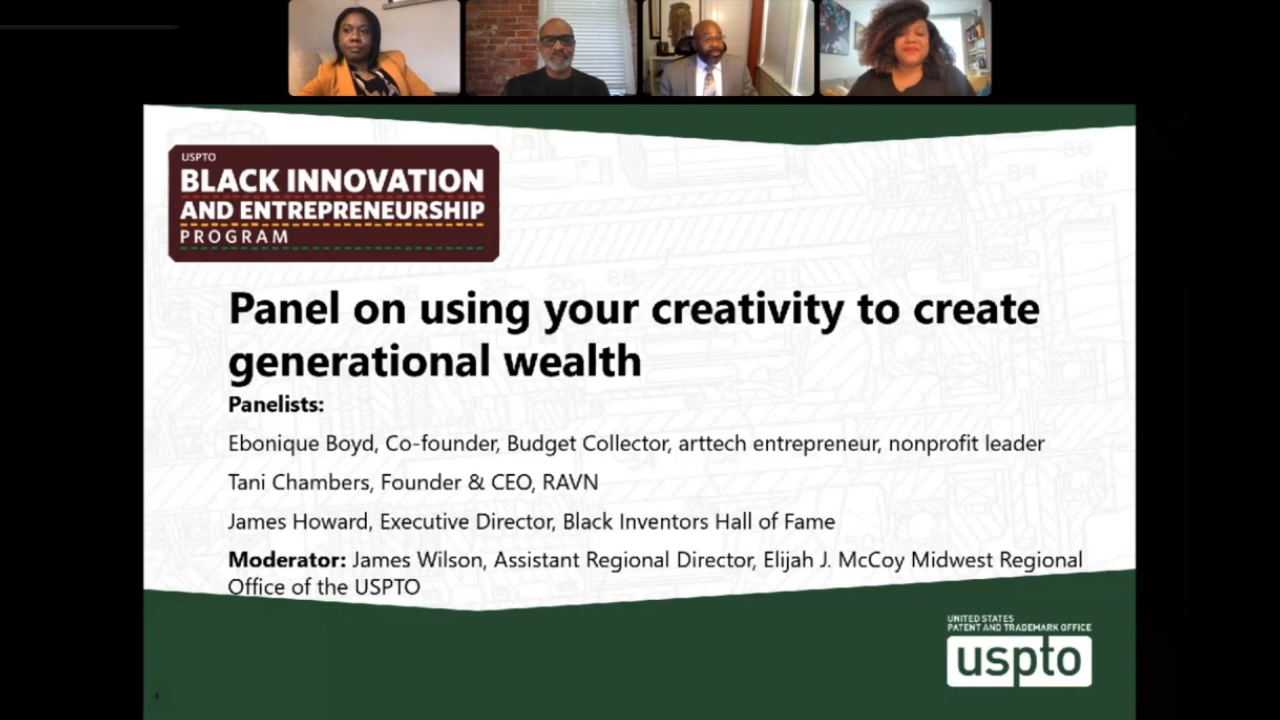 USPTO
BLACK INNOVATION
AND ENTREPRENEURSHIP
PROGRAM
Panel on using your creativity to create
generational wealth
Panelists:
Ebonique Boyd, Co-founder, Budget Collector, arttech entrepreneur, nonprofit leader
Tani Chambers, Founder & CEO, RAVN
James Howard, Executive Director, Black Inventors Hall of Fame
Moderator: James Wilson, Assistant Regional Director, Elijah J. McCoy Midwest Regional
Office of the USPTO
UNITED STATES
PATENT AND TRADEMARK OFFICE
uspto
4